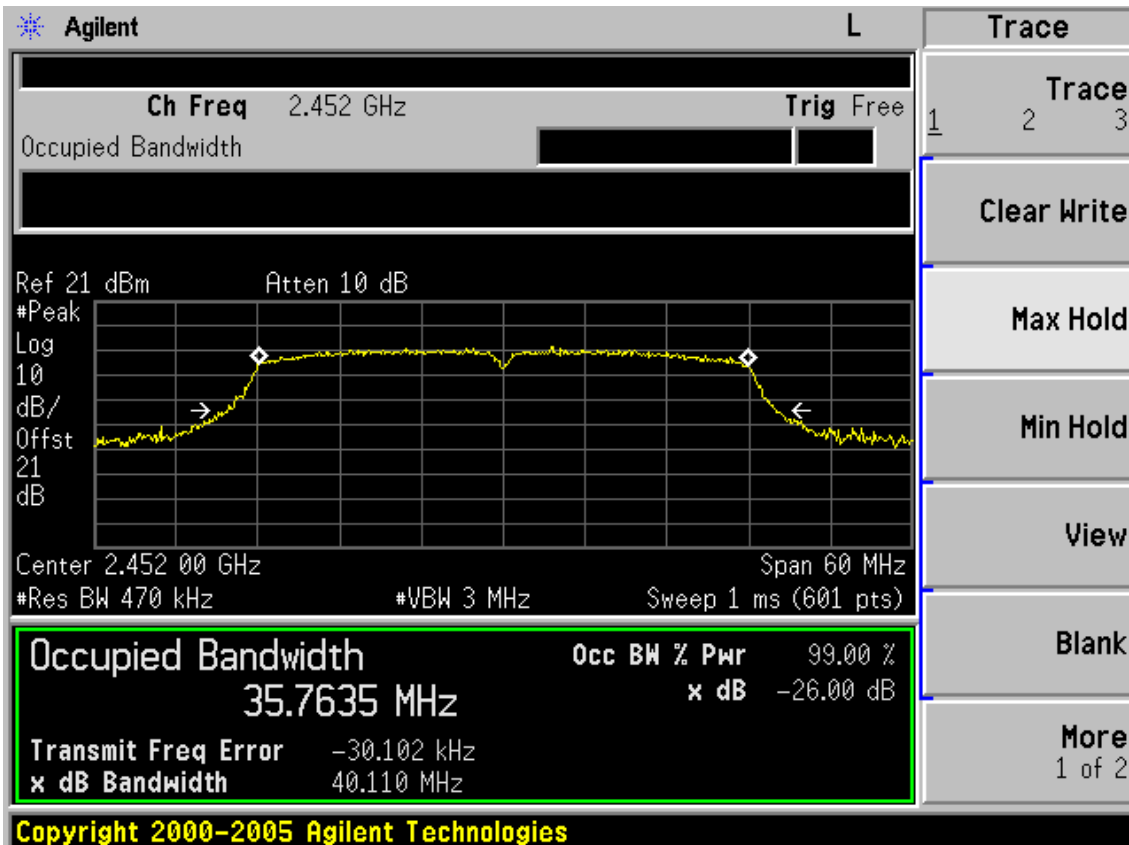 Agilent L Trace
Ch Freq 2.452 GHz Trig Free
Occupied Bandwidth
Trace
1 2 3
Clear Write
Max Hold
Min Hold
View
Blank
More
1 of 2
Ref 21 dBm Atten 10 dB
#Peak
Log
10
dB/
Offst
21
dB
Center 2.452 00 GHz Span 60 MHz
#Res BW 470 kHz #VBW 3 MHz Sweep 1 ms (601 pts)
Occupied Bandwidth Occ BW % Pwr 99.00 %
35.7635 MHz x dB -26.00 dB
Transmit Freq Error -30.102 kHz
x dB Bandwidth 40.110 MHz
Copyright 2000-2005 Agilent Technologies